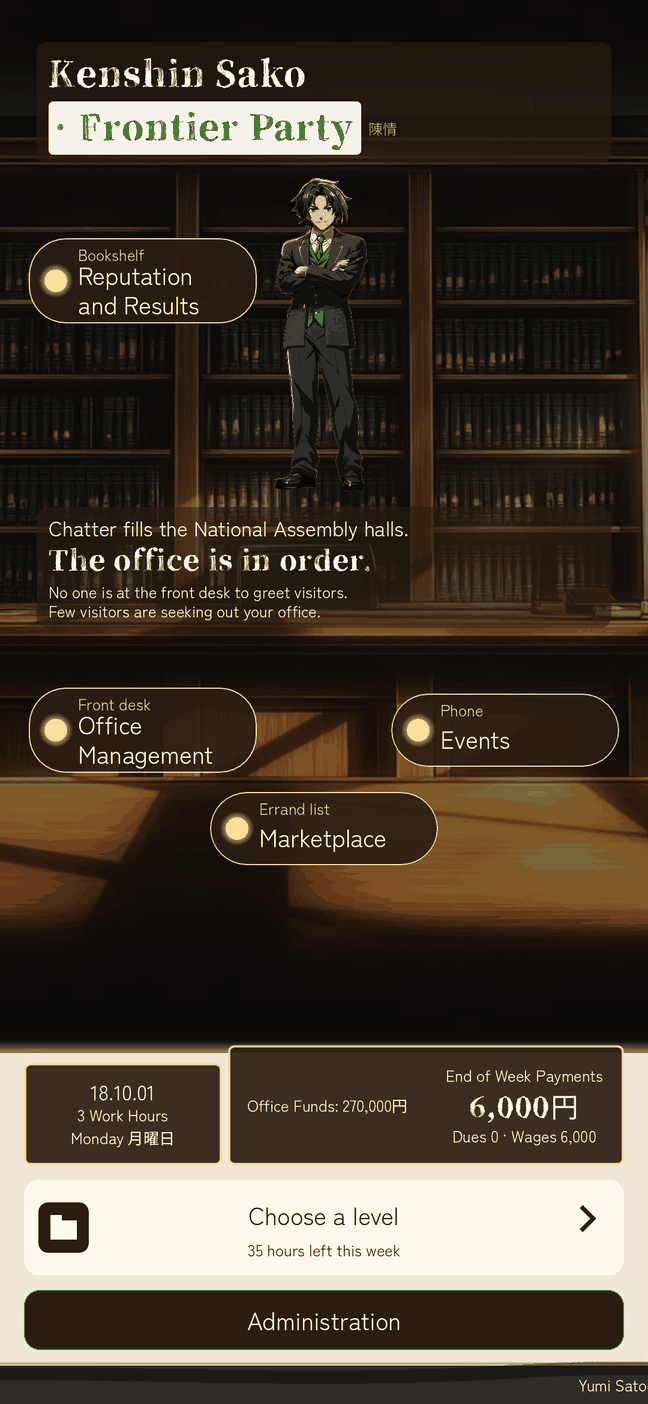 Kenshin Sako
· Frontier Party 陳情
Bookshelf
Reputation
and Results
Chatter fills the National Assembly halls.
The office is in order.
No one is at the front desk to greet visitors.
Few visitors are seeking out your office.
Front desk
Office
Management
Phone
Events
Errand list
Marketplace
18.10.01
3 Work Hours
Monday 月曜日
Office Funds: 270,000円
End of Week Payments
6,000円
Dues 0 · Wages 6,000
Choose a level
35 hours left this week
Administration
Yumi Sato